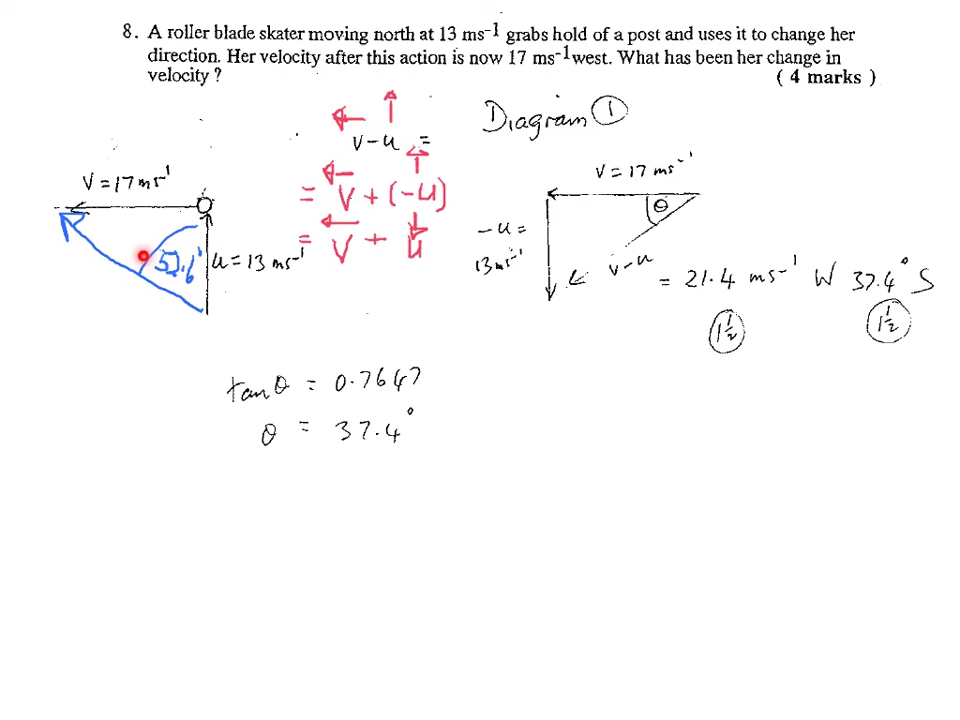 8. A roller blade skater moving north at 13 ms⁻¹ grabs hold of a post and uses it to change her
direction. Her velocity after this action is now 17 ms⁻¹west. What has been her change in
velocity ? ( 4 marks )
Diagram ①
V-u =
= V + (-u)
= V + u
V = 17 ms⁻¹
52.6°
u = 13 ms⁻¹
V = 17 ms⁻¹
θ
-u =
13 ms⁻¹
V-u = 21.4 ms⁻¹ W 37.4° S
1½ 1½
tanθ = 0.7647
θ = 37.4°